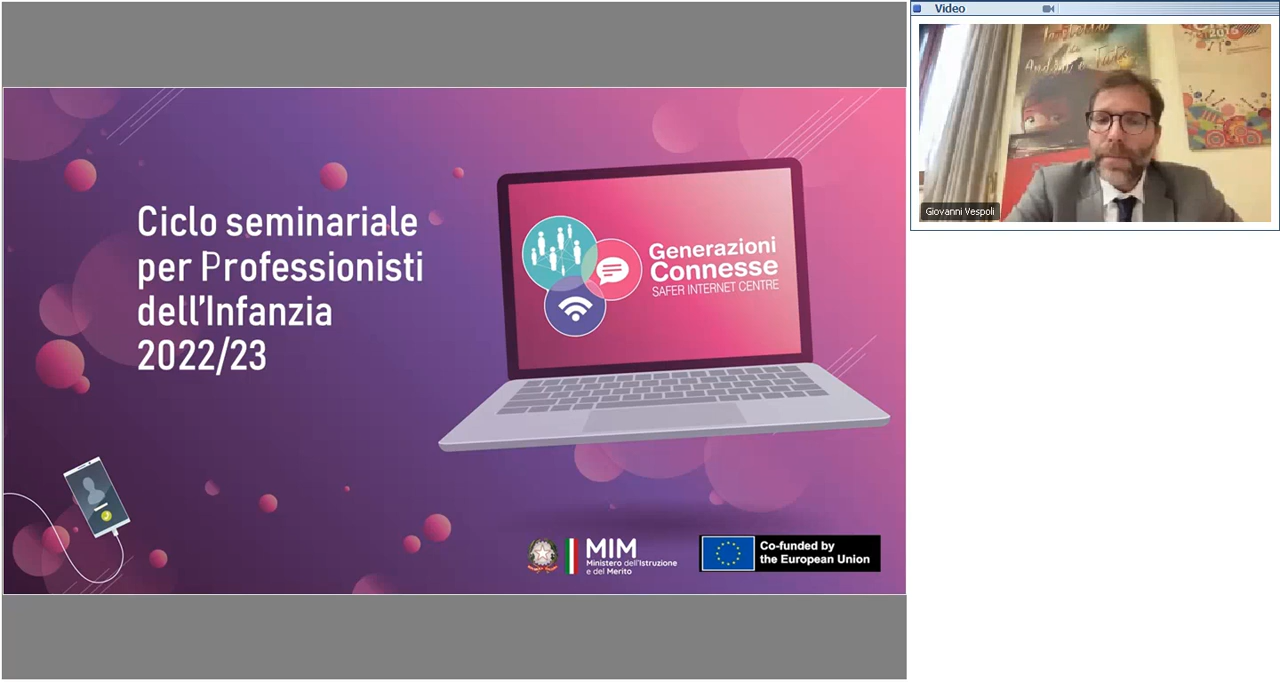 Ciclo seminariale
per Professionisti
dell'Infanzia
2022/23
Generazioni
Connesse
SAFER INTERNET CENTRE
MIM
Ministero dell'Istruzione
e del Merito
Co-funded by
the European Union
Video
2016
Giovanni Vespoli